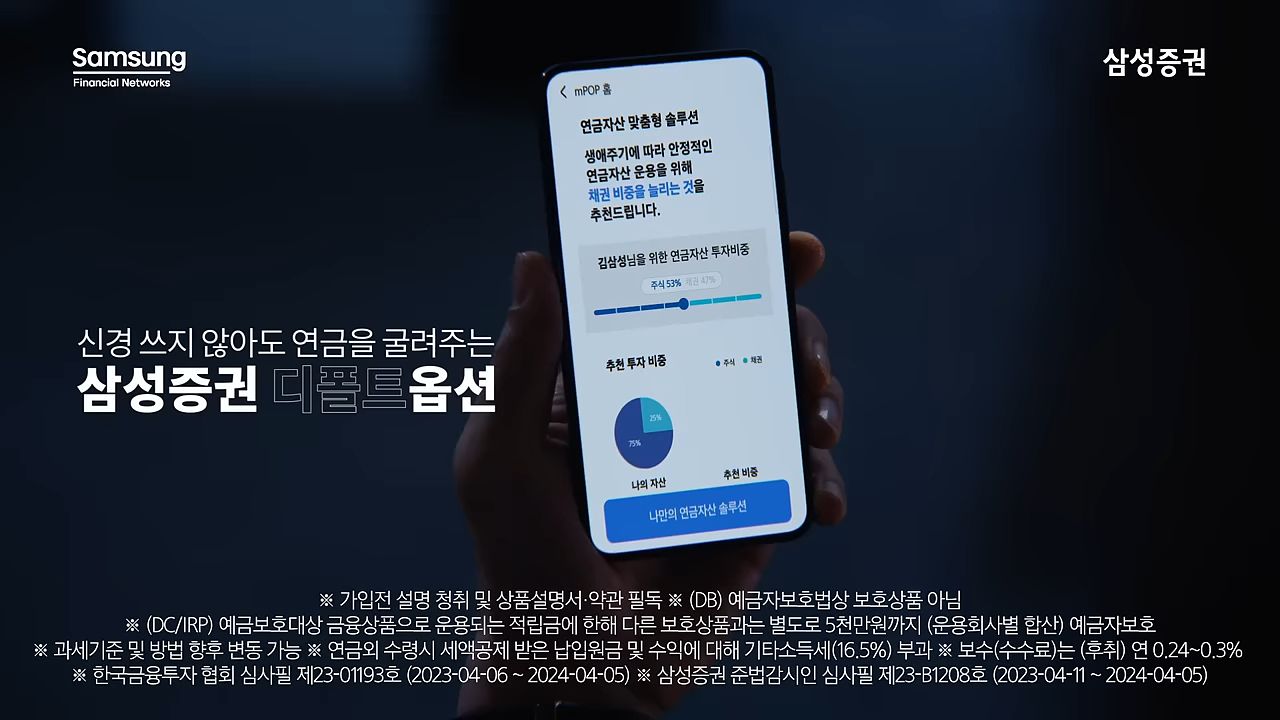 Samsung
Financial Networks
삼성증권
mPOP 홈
연금자산 맞춤형 솔루션
생애주기에 따라 안정적인
연금자산 운용을 위해
채권 비중을 늘리는 것을
추천드립니다.
김삼성님을 위한 연금자산 투자비중
주식 53% 채권 47%
추천 투자 비중
주식 채권
25%
75%
나의 자산
추천 비중
나만의 연금자산 솔루션
신경 쓰지 않아도 연금을 굴려주는
삼성증권 디폴트옵션
※ 가입전 설명 청취 및 상품설명서·약관 필독 ※ (DB) 예금자보호법상 보호상품 아님
※ (DC/IRP) 예금보호대상 금융상품으로 운용되는 적립금에 한해 다른 보호상품과는 별도로 5천만원까지 (운용회사별 합산) 예금자보호
※ 과세기준 및 방법 향후 변동 가능 ※ 연금외 수령시 세액공제 받은 납입원금 및 수익에 대해 기타소득세(16.5%) 부과 ※ 보수(수수료)는 (후취) 연 0.24~0.3%
※ 한국금융투자 협회 심사필 제23-01193호 (2023-04-06 ~ 2024-04-05) ※ 삼성증권 준법감시인 심사필 제23-B1208호 (2023-04-11 ~ 2024-04-05)